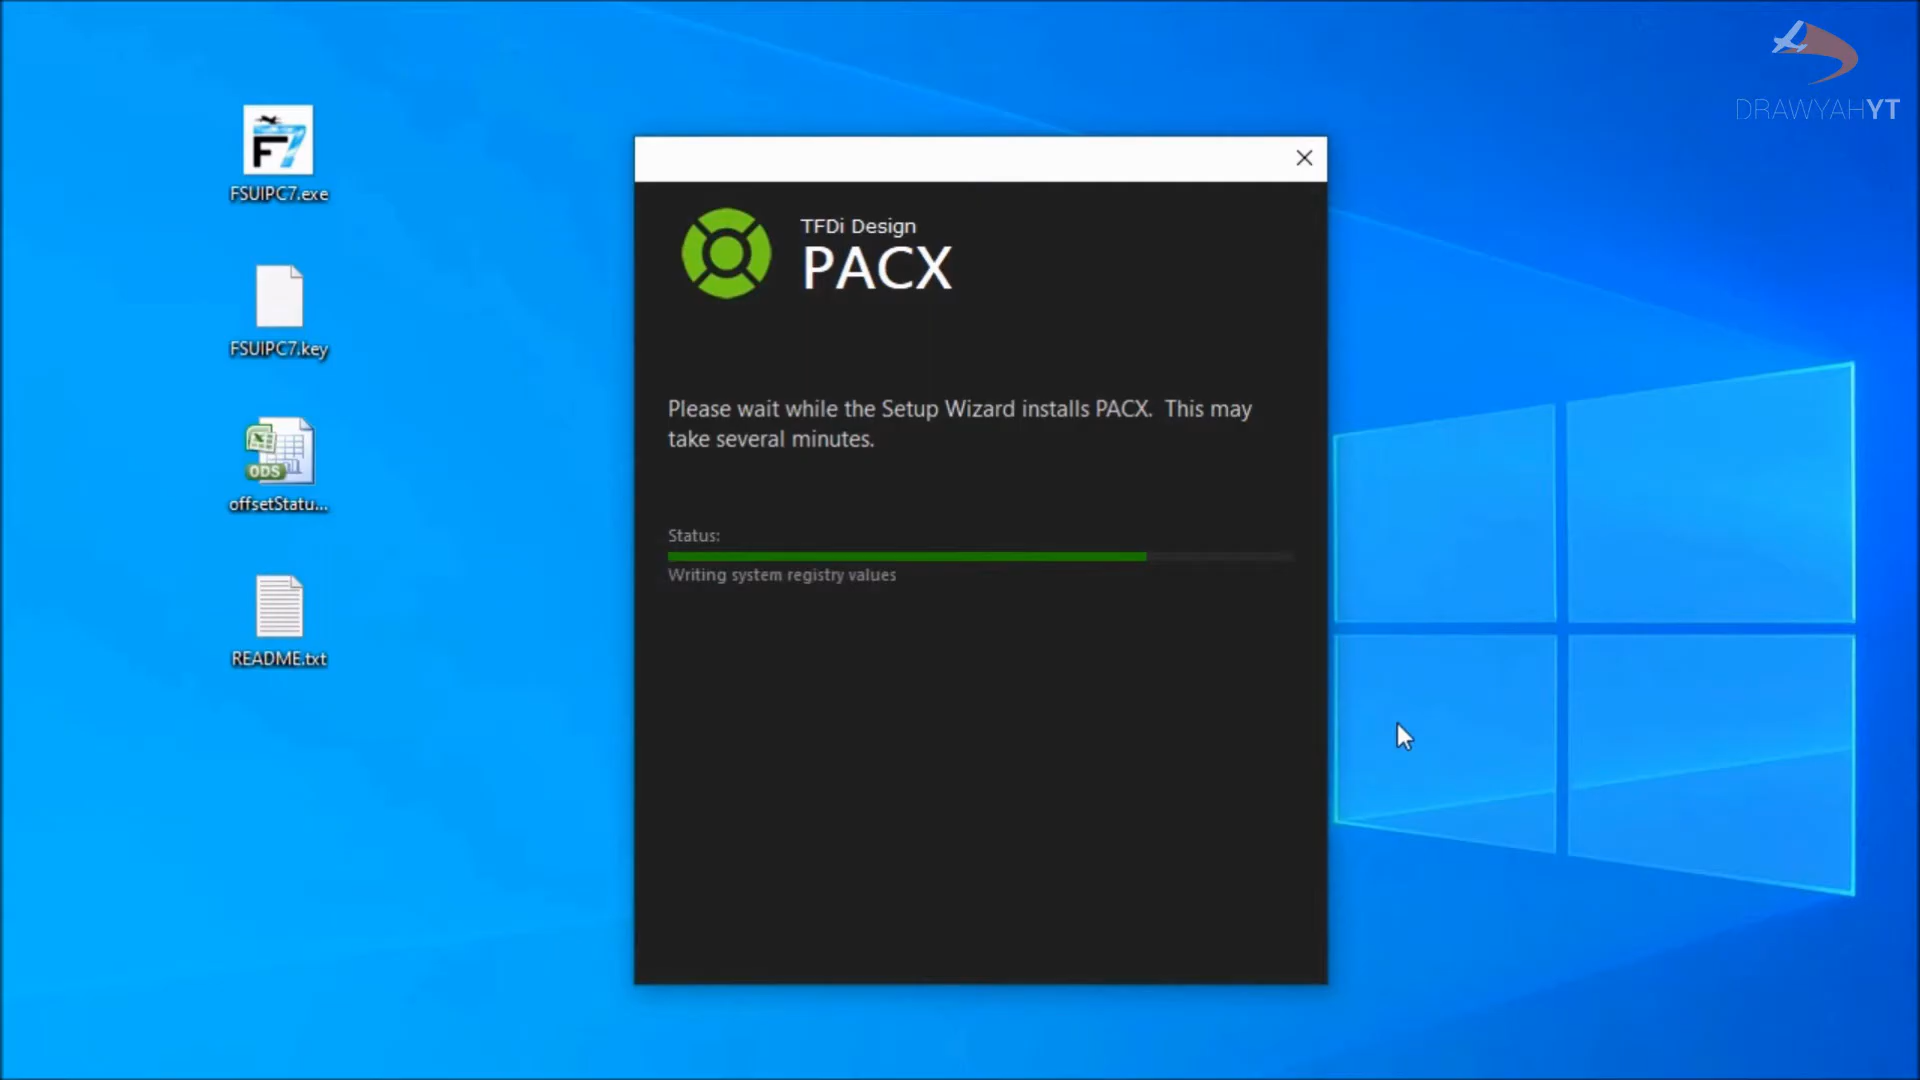 DRAWYAHYT
F7
FSUIPC7.exe
FSUIPC7.key
ODS
offsetStatu...
README.txt
TFDi Design
PACX
Please wait while the Setup Wizard installs PACX.  This may
take several minutes.
Status:
Writing system registry values